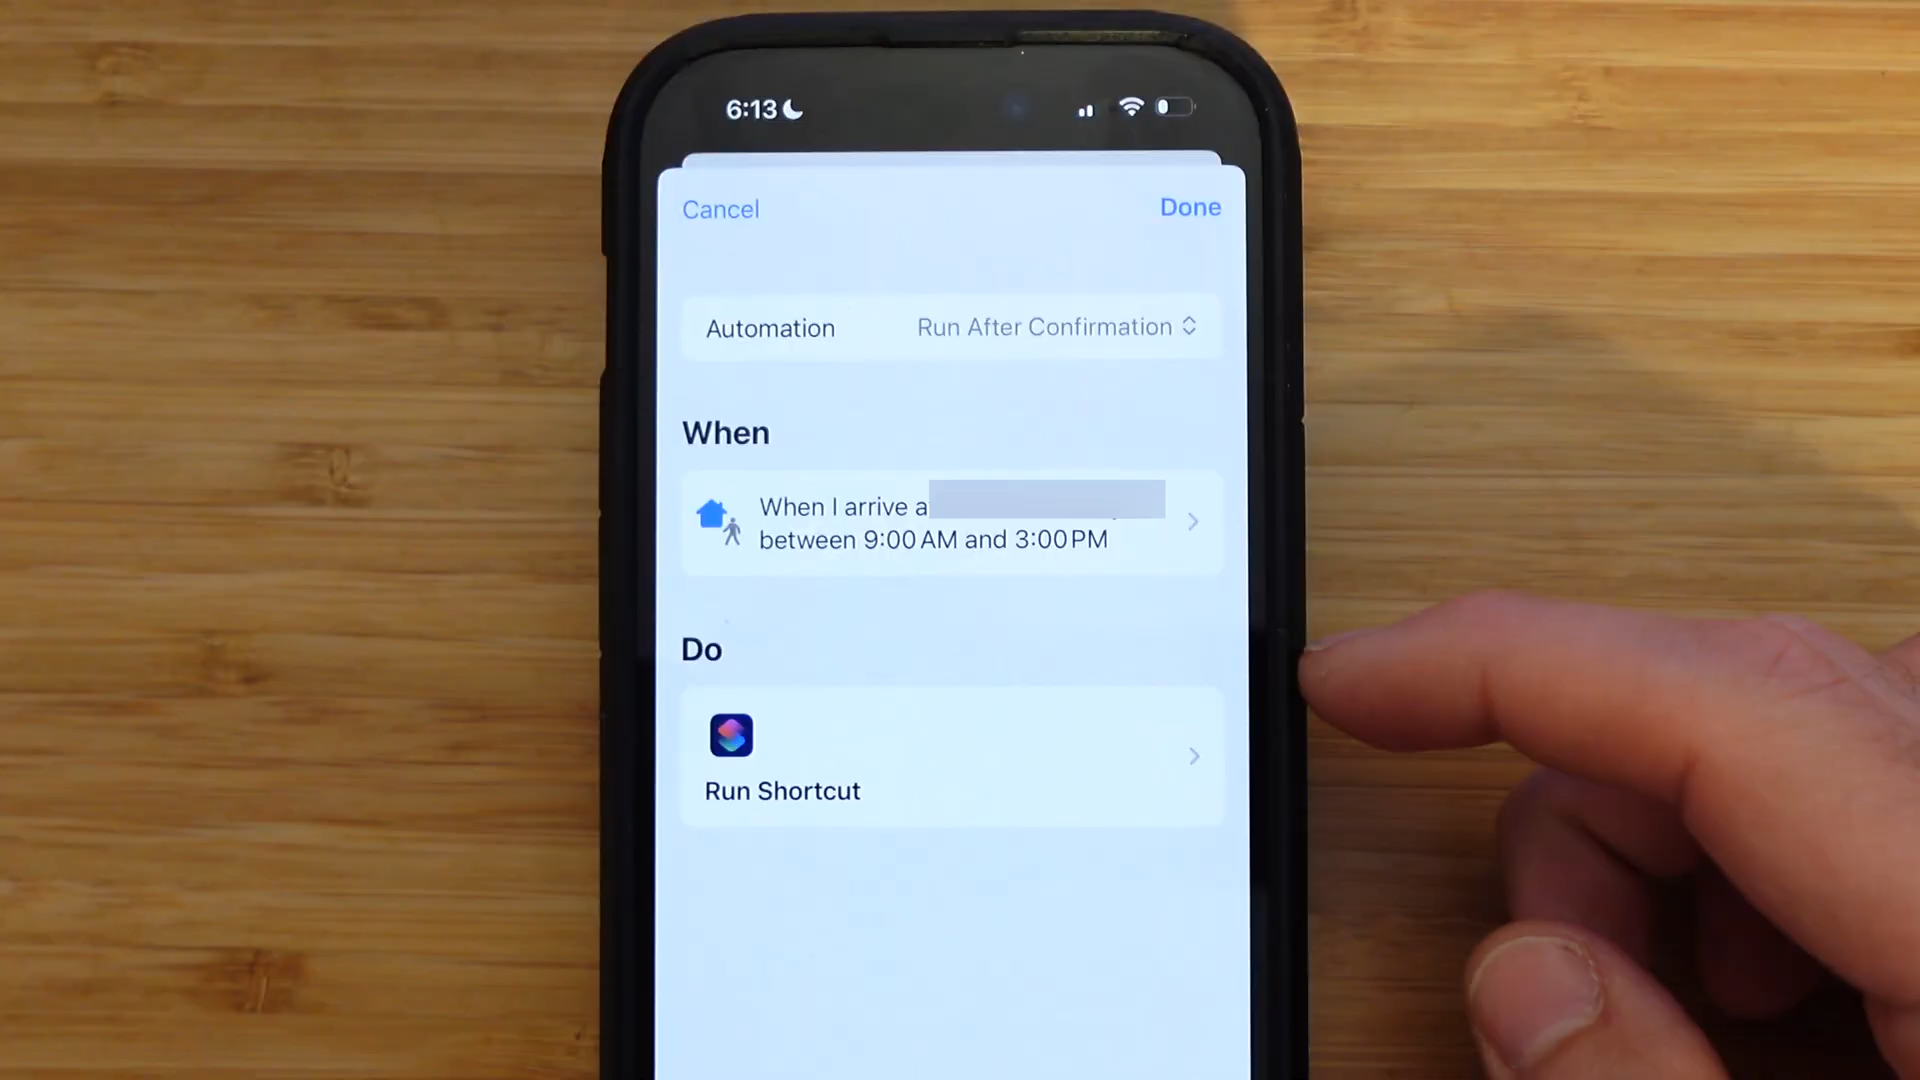 6:13
Cancel
Done
Automation
Run After Confirmation
When
When I arrive a
between 9:00 AM and 3:00 PM
Do
Run Shortcut